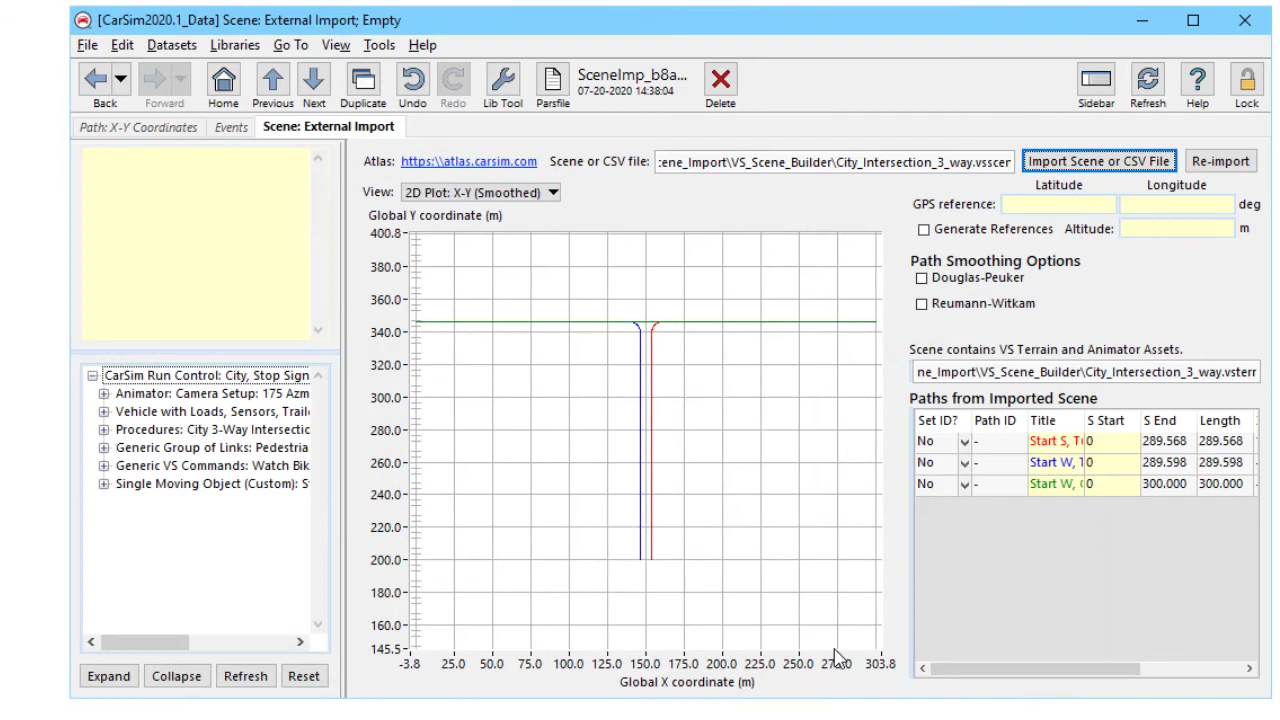 [CarSim2020.1_Data] Scene: External Import; Empty
File Edit Datasets Libraries Go To View Tools Help
SceneImp_b8a...
07-20-2020 14:38:04
Back Forward Home Previous Next Duplicate Undo Redo Lib Tool Parsfile Delete Sidebar Refresh Help Lock
Path: X-Y Coordinates Events Scene: External Import
Atlas: https:\\atlas.carsim.com Scene or CSV file: :ene_Import\VS_Scene_Builder\City_Intersection_3_way.vsscer Import Scene or CSV File Re-import
View: 2D Plot: X-Y (Smoothed)
Latitude Longitude
GPS reference: deg
Generate References Altitude: m
Path Smoothing Options
Douglas-Peuker
Reumann-Witkam
Scene contains VS Terrain and Animator Assets.
ne_Import\VS_Scene_Builder\City_Intersection_3_way.vsterr
Paths from Imported Scene
Set ID? Path ID Title S Start S End Length
No - Start S, T 0 289.568 289.568
No - Start W, 0 289.598 289.598
No - Start W, 0 300.000 300.000
Global Y coordinate (m)
400.8
380.0
360.0
340.0
320.0
300.0
280.0
260.0
240.0
220.0
200.0
180.0
160.0
145.5
-3.8 25.0 50.0 75.0 100.0 125.0 150.0 175.0 200.0 225.0 250.0 303.8
Global X coordinate (m)
CarSim Run Control: City, Stop Sign
Animator: Camera Setup: 175 Azm
Vehicle with Loads, Sensors, Traile
Procedures: City 3-Way Intersectic
Generic Group of Links: Pedestria
Generic VS Commands: Watch Bik
Single Moving Object (Custom): S
Expand Collapse Refresh Reset